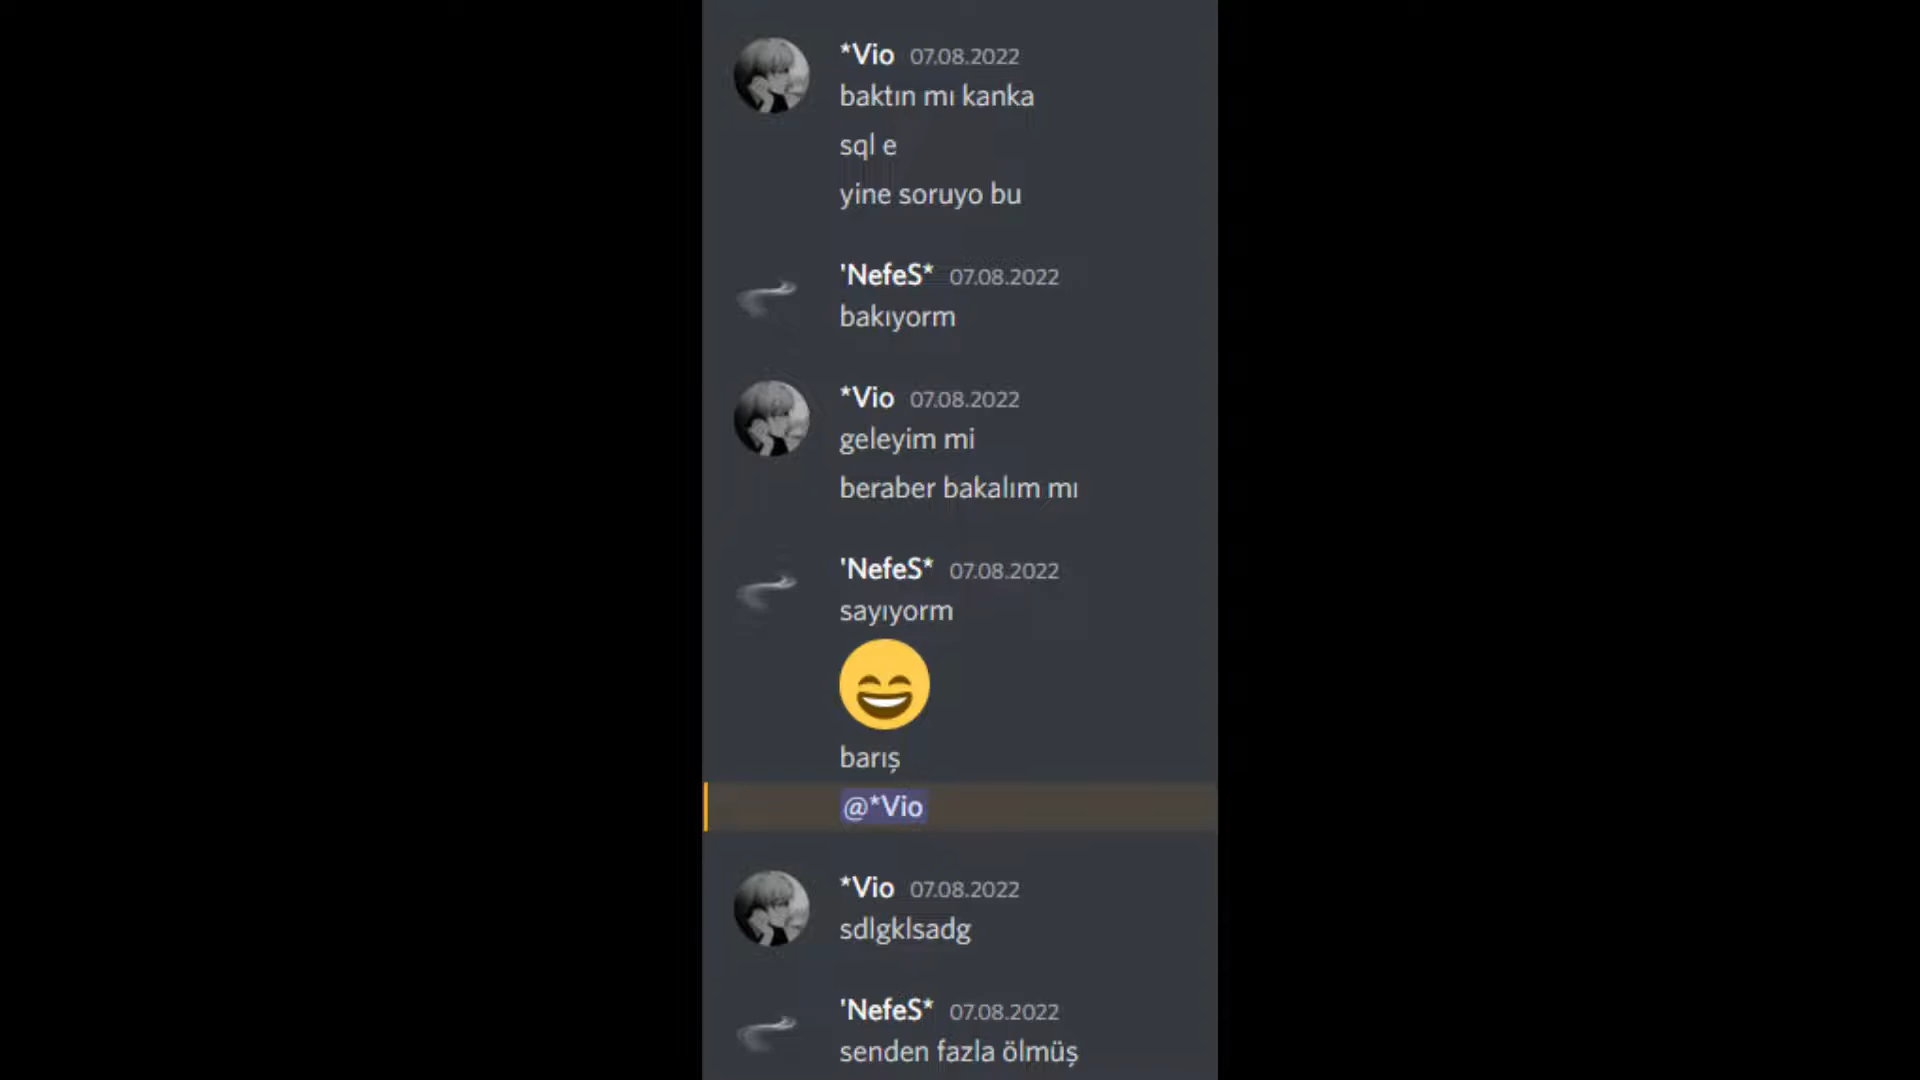 *Vio 07.08.2022
baktın mı kanka
sql e
yine soruyo bu
'NefeS* 07.08.2022
bakıyorm
*Vio 07.08.2022
geleyim mi
beraber bakalım mı
'NefeS* 07.08.2022
sayıyorm
barış
@*Vio
*Vio 07.08.2022
sdlgklsadg
'NefeS* 07.08.2022
senden fazla ölmüş